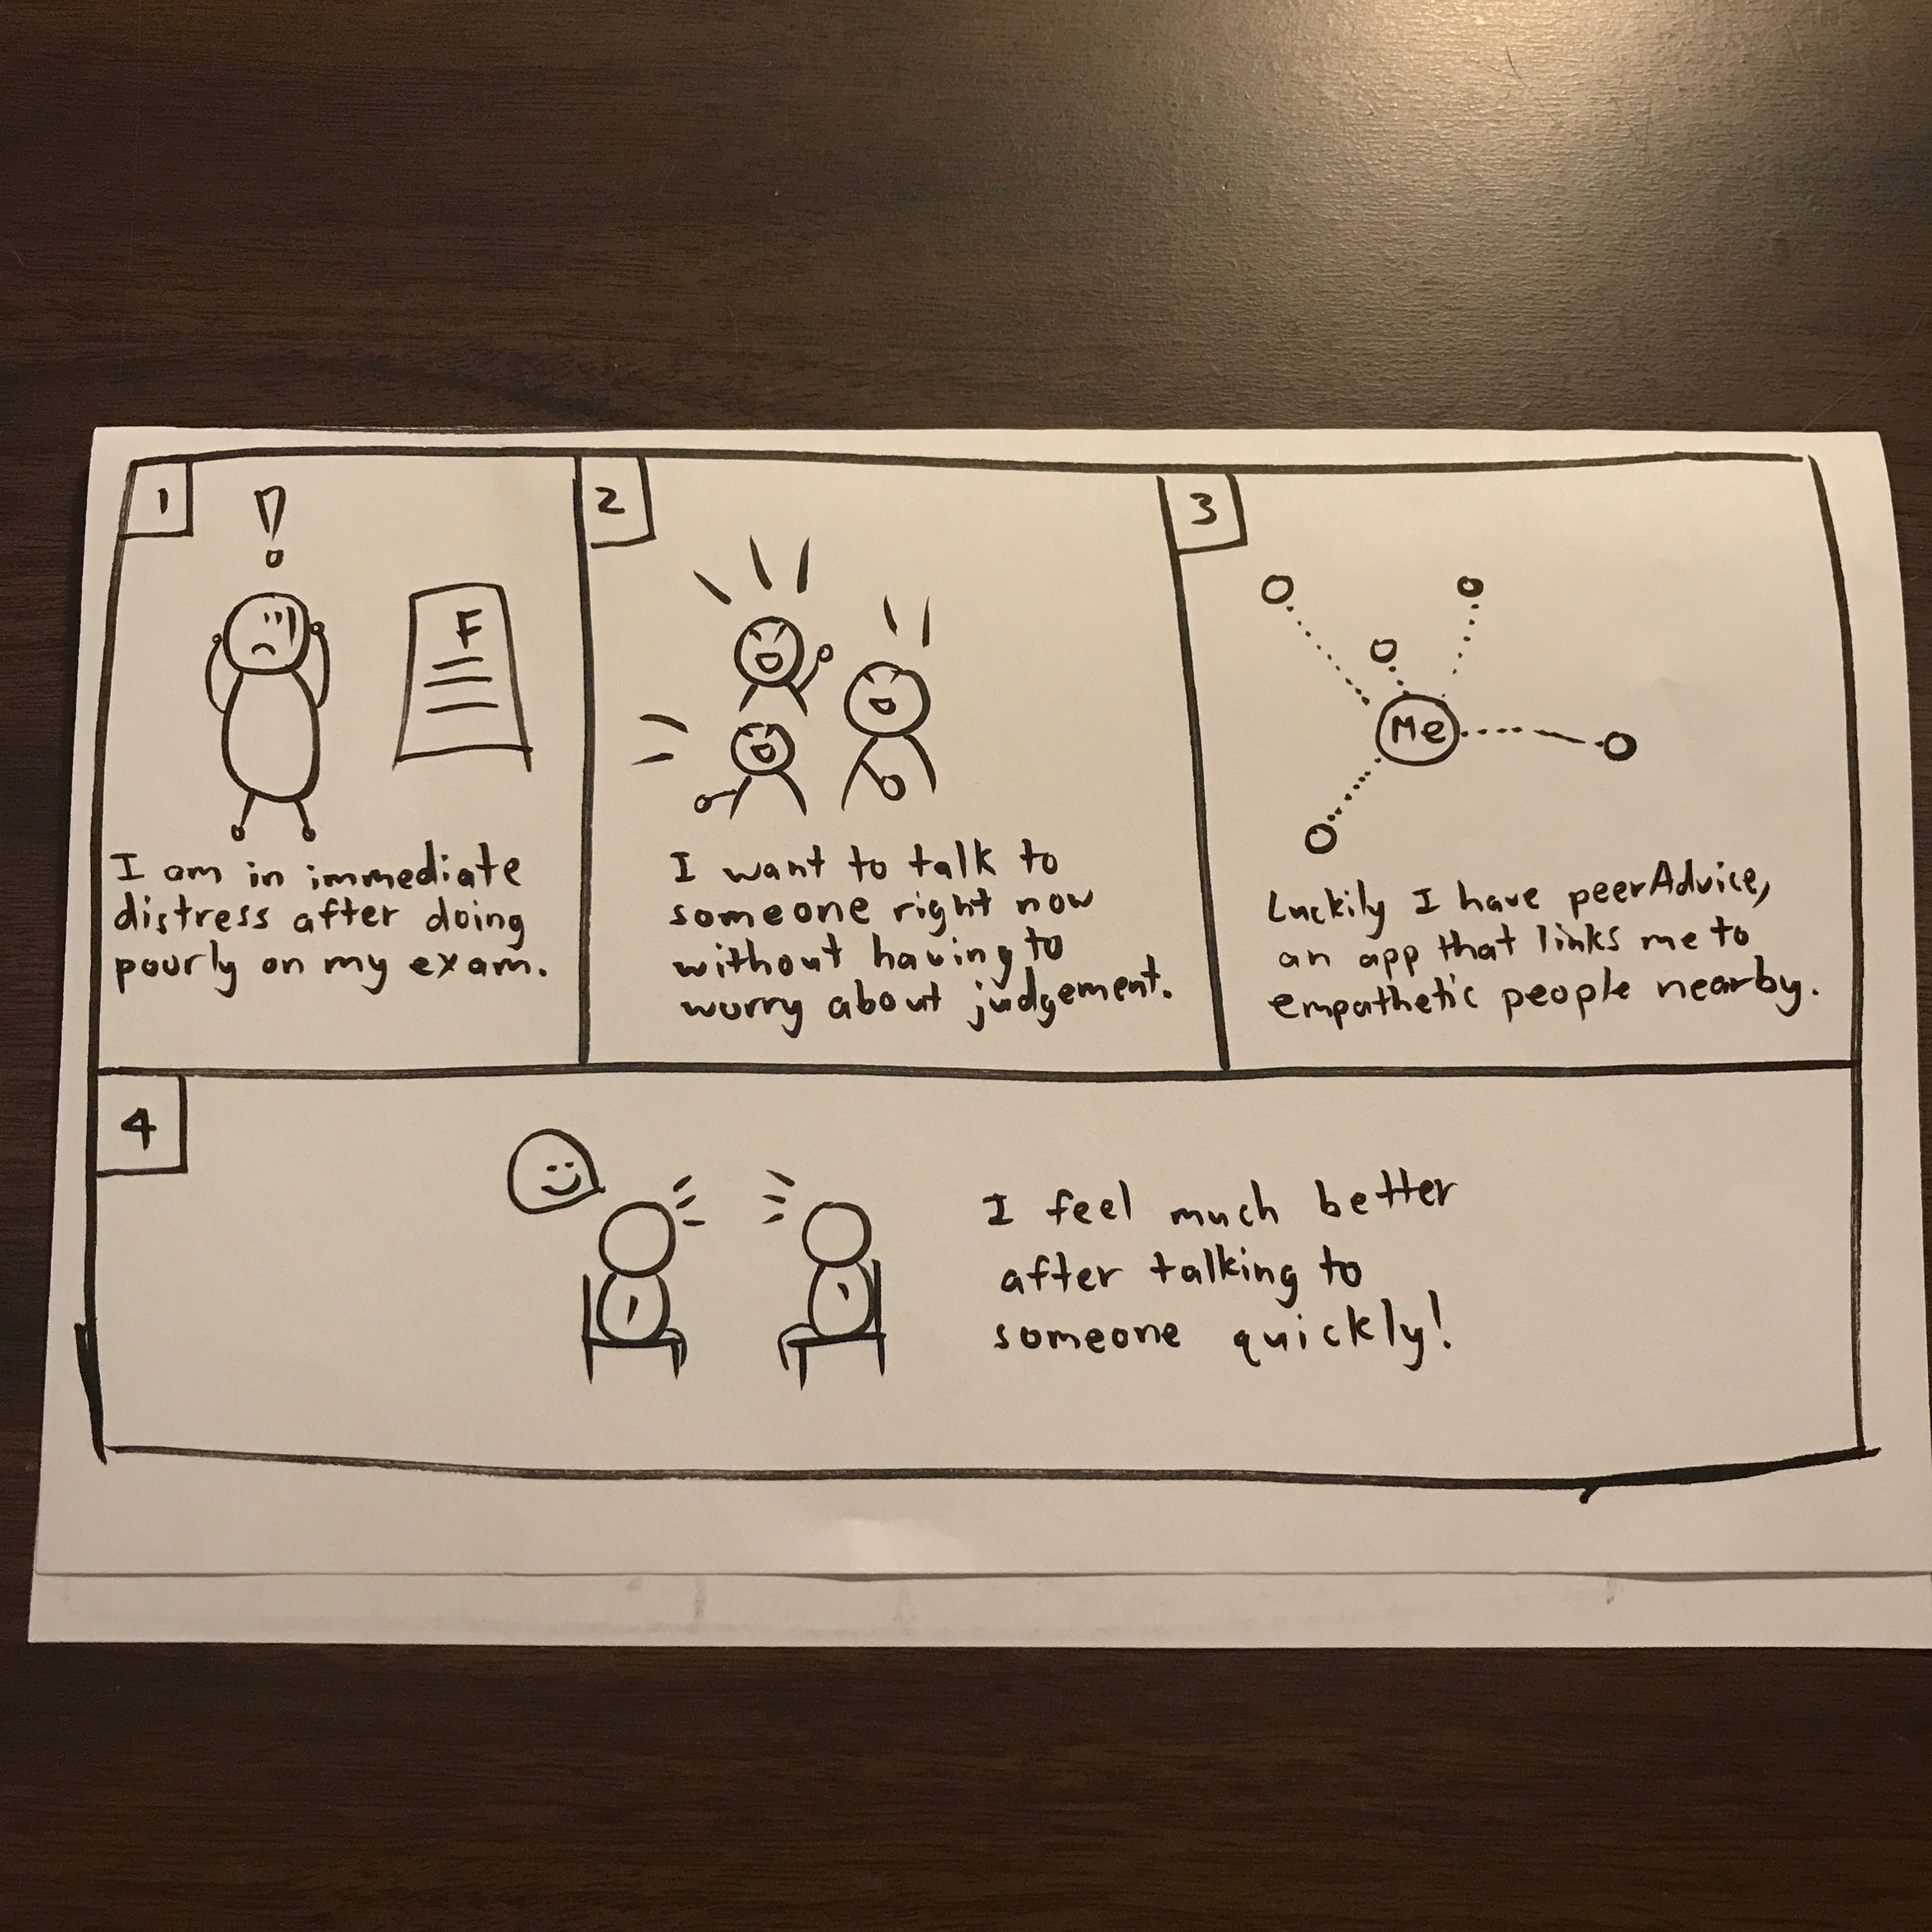 1
F
I am in immediate
distress after doing
pourly on my exam.
2
I want to talk to
someone right now
without having to
worry about judgement.
3
Me
Luckily I have peerAdvice,
an app that links me to
empathetic people nearby.
4
I feel much better
after talking to
someone quickly!